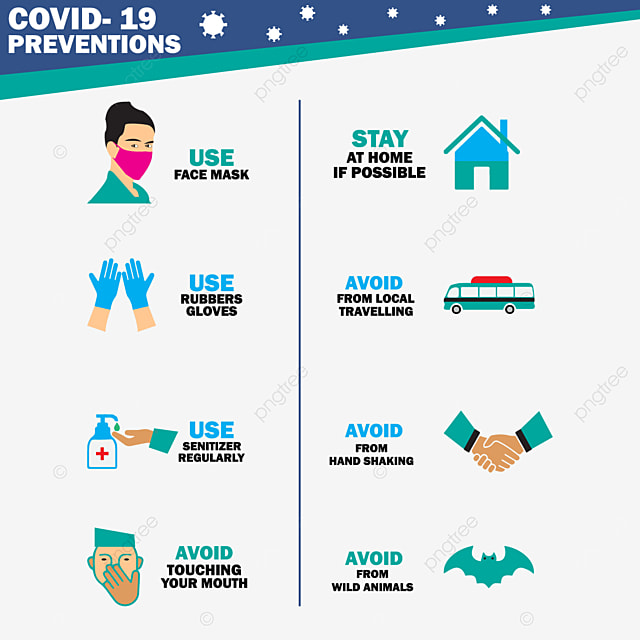 COVID- 19
PREVENTIONS
USE
FACE MASK
USE
RUBBERS
GLOVES
USE
SENITIZER
REGULARLY
AVOID
TOUCHING
YOUR MOUTH
STAY
AT HOME
IF POSSIBLE
AVOID
FROM LOCAL
TRAVELLING
AVOID
FROM
HAND SHAKING
AVOID
FROM
WILD ANIMALS
pngtree